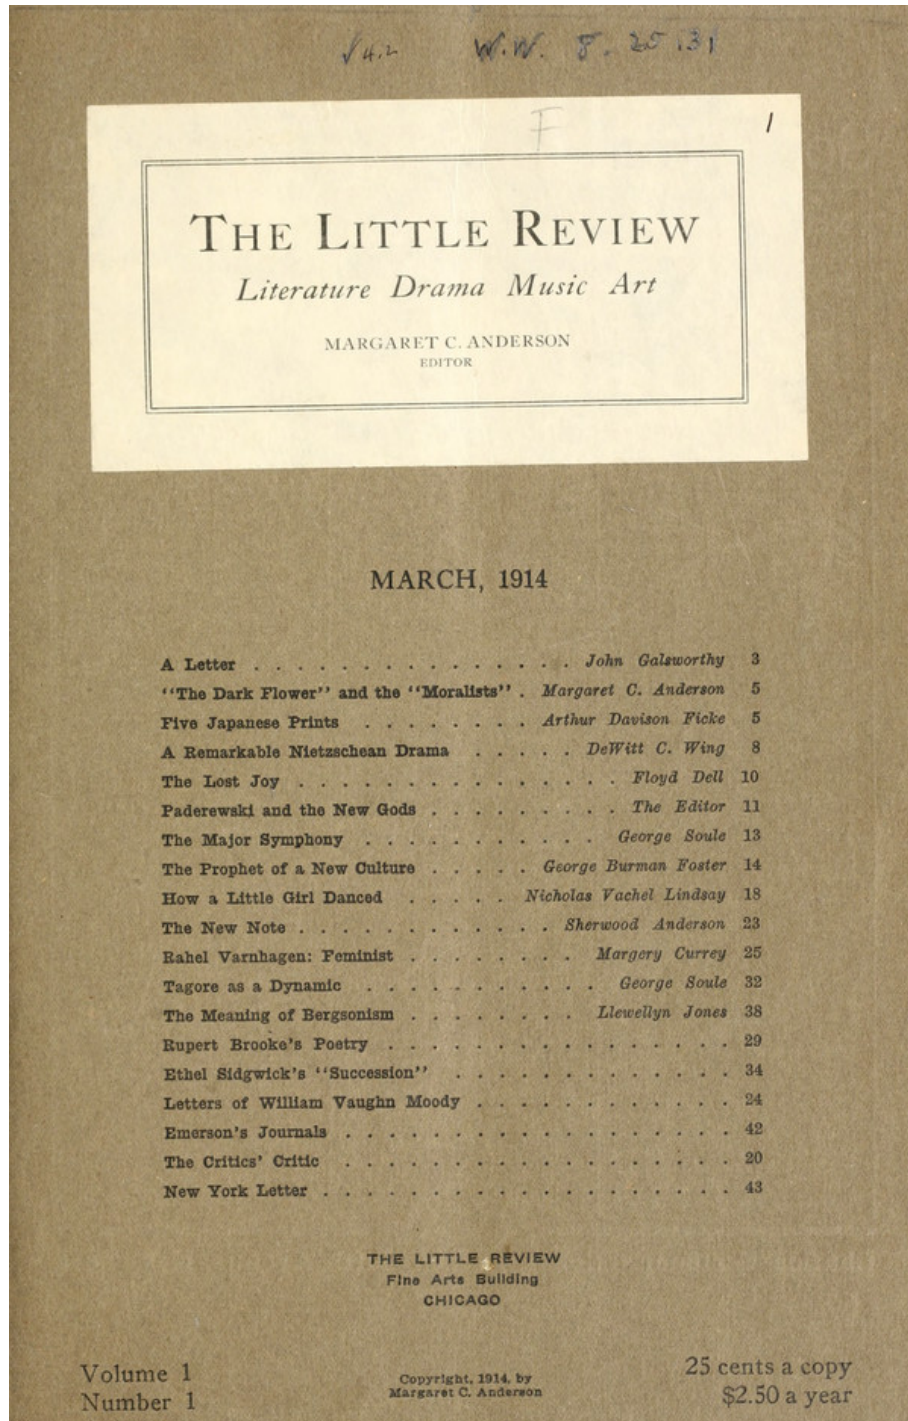 $4.2 W.W. 8.25.31
F 1
THE LITTLE REVIEW
Literature Drama Music Art
MARGARET C. ANDERSON
EDITOR
MARCH, 1914
A Letter . . . . . . . . . . . . . . . John Galsworthy 3
"The Dark Flower" and the "Moralists" . Margaret C. Anderson 5
Five Japanese Prints . . . . . . . . Arthur Davison Ficke 5
A Remarkable Nietzschean Drama . . . . . DeWitt C. Wing 8
The Lost Joy . . . . . . . . . . . . . . . Floyd Dell 10
Paderewski and the New Gods . . . . . . . . . The Editor 11
The Major Symphony . . . . . . . . . . George Soule 13
The Prophet of a New Culture . . . . . George Burman Foster 14
How a Little Girl Danced . . . . . Nicholas Vachel Lindsay 18
The New Note . . . . . . . . . . . . Sherwood Anderson 23
Rahel Varnhagen: Feminist . . . . . . . . Margery Currey 25
Tagore as a Dynamic . . . . . . . . . . George Soule 32
The Meaning of Bergsonism . . . . . . . . Llewellyn Jones 38
Rupert Brooke's Poetry . . . . . . . . . . . . . . . 29
Ethel Sidgwick's "Succession" . . . . . . . . . . . . . 34
Letters of William Vaughn Moody . . . . . . . . . . . . 24
Emerson's Journals . . . . . . . . . . . . . . . . . 42
The Critics' Critic . . . . . . . . . . . . . . . . . 20
New York Letter . . . . . . . . . . . . . . . . . . 43
THE LITTLE REVIEW
Fine Arts Building
CHICAGO
Volume 1
Number 1
Copyright, 1914, by
Margaret C. Anderson
25 cents a copy
$2.50 a year